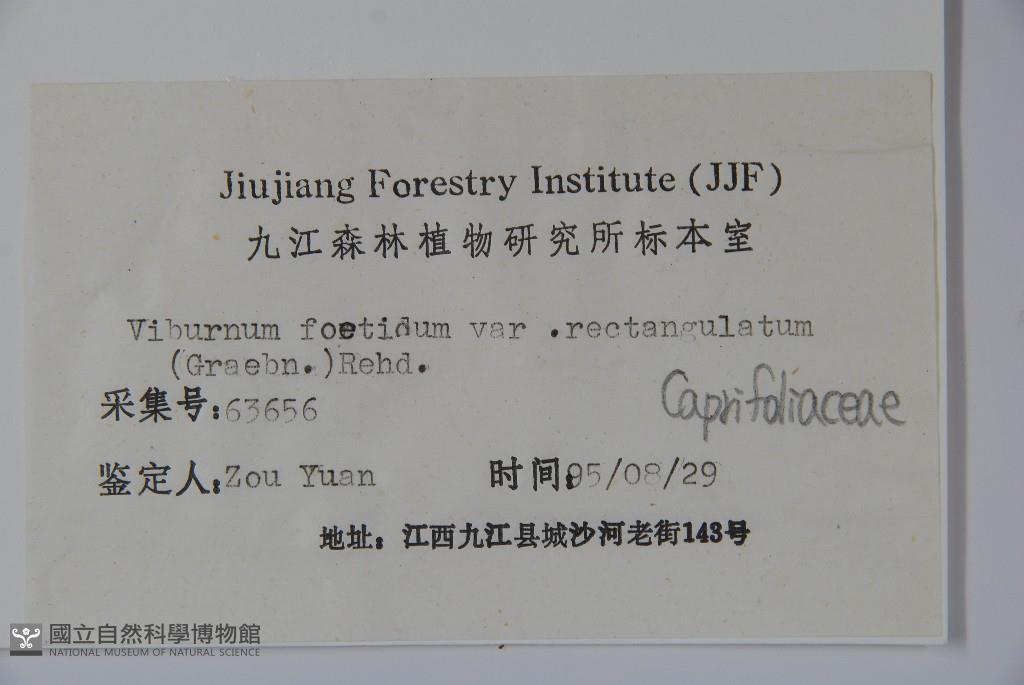 Jiujiang Forestry Institute (JJF)
九江森林植物研究所标本室
Viburnum foetidum var .rectangulatum
(Graebn.)Rehd.
采集号:63656
Caprifoliaceae
鉴定人:Zou Yuan 时间:95/08/29
地址: 江西九江县城沙河老街143号
國立自然科學博物館
NATIONAL MUSEUM OF NATURAL SCIENCE